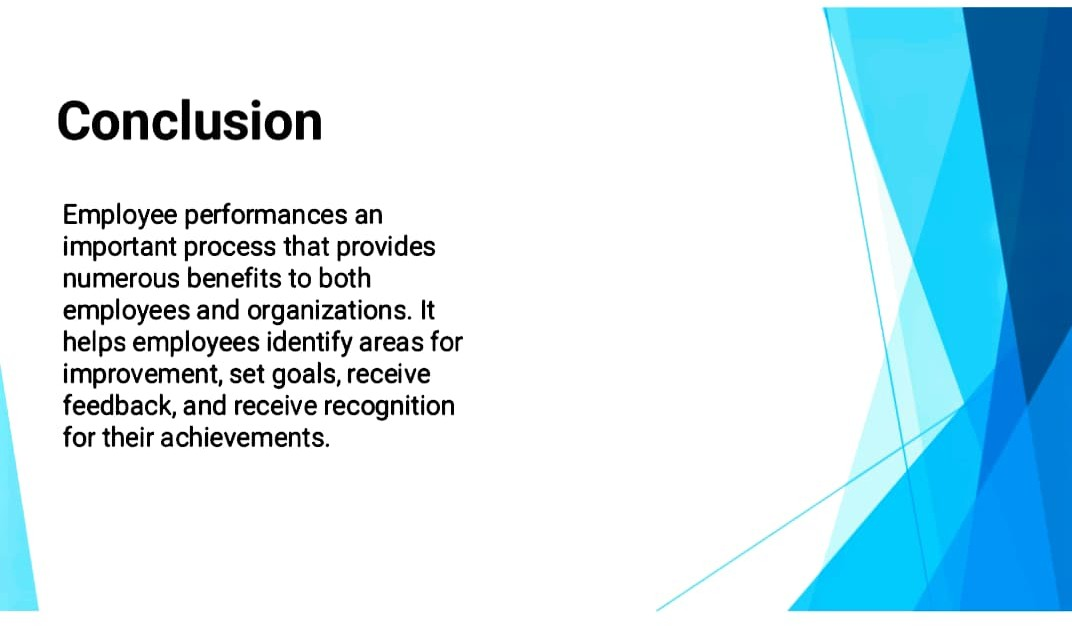 Conclusion
Employee performances an
important process that provides
numerous benefits to both
employees and organizations. It
helps employees identify areas for
improvement, set goals, receive
feedback, and receive recognition
for their achievements.